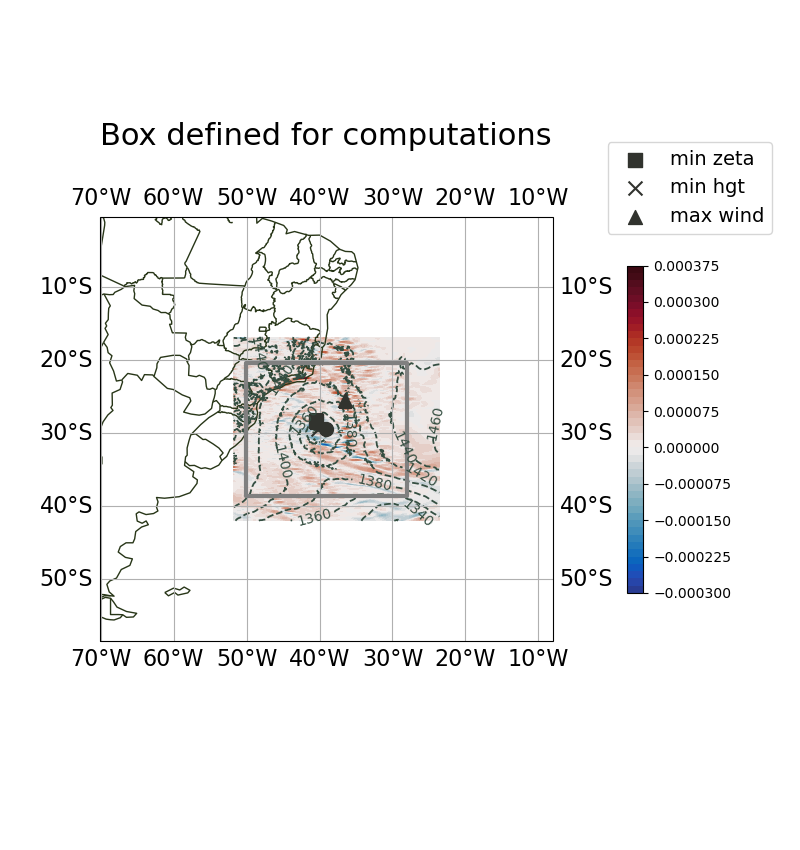 Box defined for computations
min zeta
min hgt
max wind
70°W 60°W 50°W 40°W 30°W 20°W 10°W
10°S 10°S
20°S 20°S
30°S 30°S
40°S 40°S
50°S 50°S
70°W 60°W 50°W 40°W 30°W 20°W 10°W
0.000375
0.000300
0.000225
0.000150
0.000075
0.000000
−0.000075
−0.000150
−0.000225
−0.000300
1360
1380
1400
1440
1460
1420
1380
1360
1340